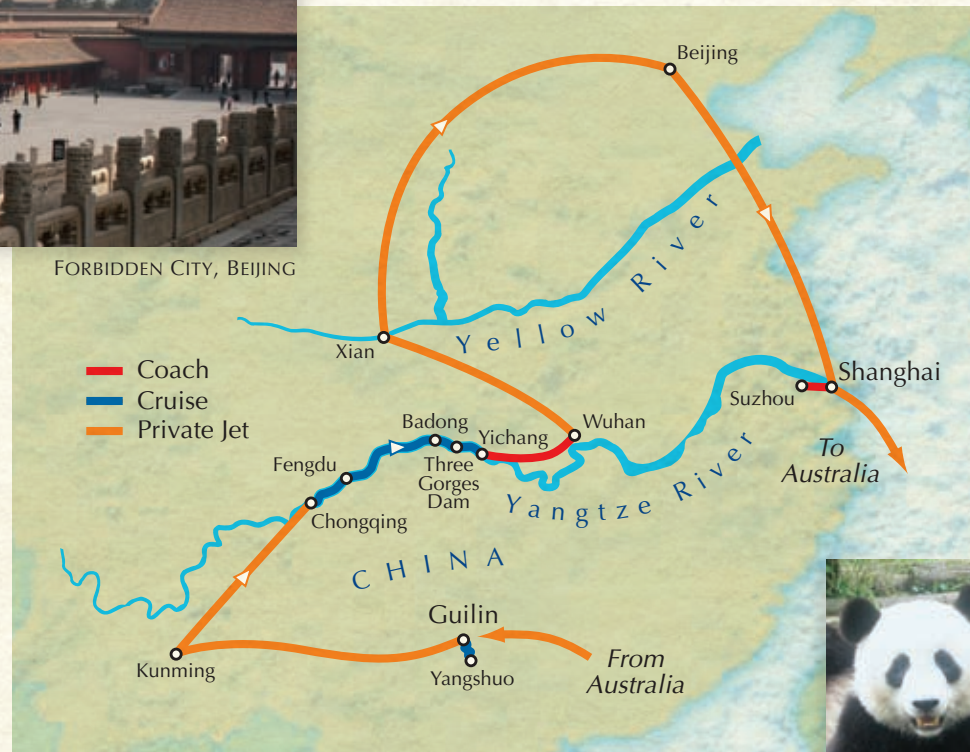 Beijing
FORBIDDEN CITY, BEIJING
Yellow River
Xian
Coach
Cruise
Private Jet
Shanghai
Suzhou
Wuhan
Badong
Yichang
To
Australia
Fengdu
Three
Gorges
Dam
Yangtze River
Chongqing
CHINA
Guilin
Kunming
Yangshuo
From
Australia